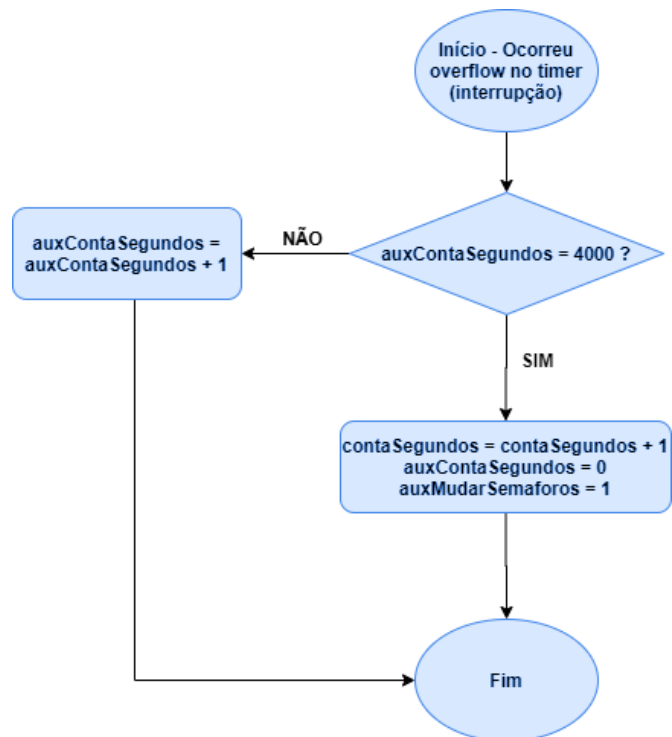 Início - Ocorreu
overflow no timer
(interrupção)
auxContaSegundos = 4000 ?
NÃO
auxContaSegundos =
auxContaSegundos + 1
SIM
contaSegundos = contaSegundos + 1
auxContaSegundos = 0
auxMudarSemaforos = 1
Fim